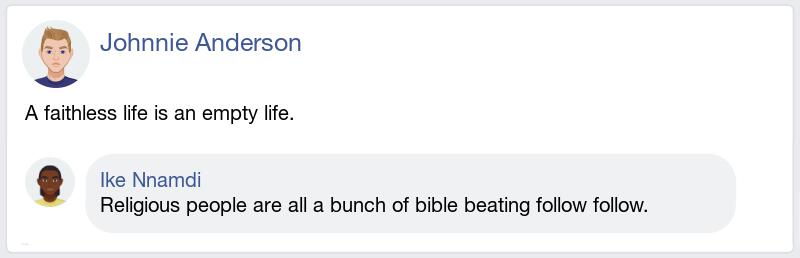 Johnnie Anderson
A faithless life is an empty life.
Ike Nnamdi
Religious people are all a bunch of bible beating follow follow.